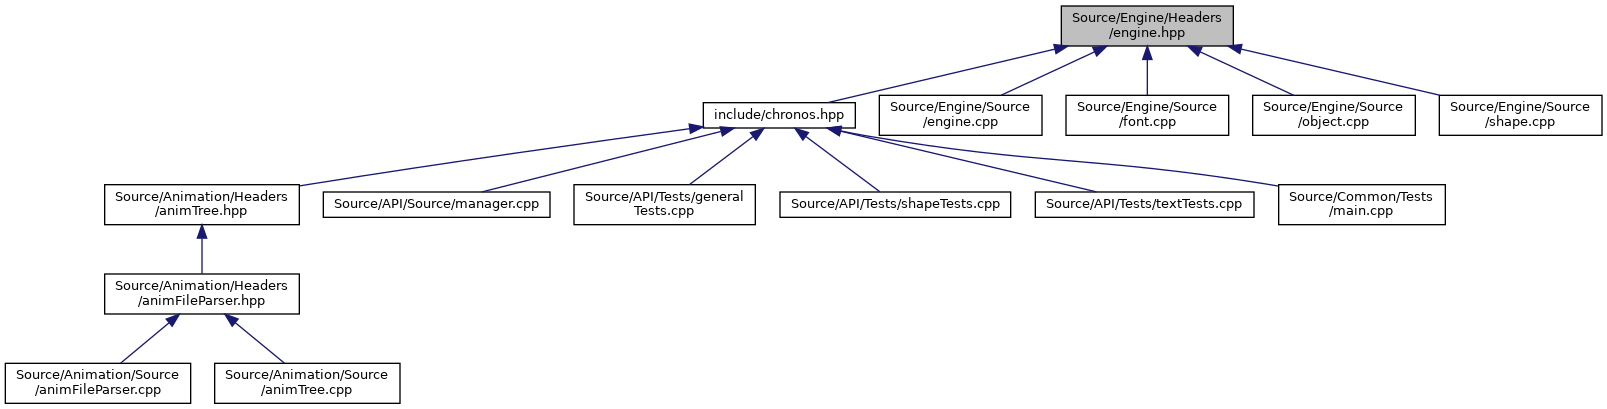 Source/Engine/Headers
/engine.hpp
include/chronos.hpp
Source/Engine/Source
/engine.cpp
Source/Engine/Source
/font.cpp
Source/Engine/Source
/object.cpp
Source/Engine/Source
/shape.cpp
Source/Animation/Headers
/animTree.hpp
Source/API/Source/manager.cpp
Source/API/Tests/general
Tests.cpp
Source/API/Tests/shapeTests.cpp
Source/API/Tests/textTests.cpp
Source/Common/Tests
/main.cpp
Source/Animation/Headers
/animFileParser.hpp
Source/Animation/Source
/animFileParser.cpp
Source/Animation/Source
/animTree.cpp